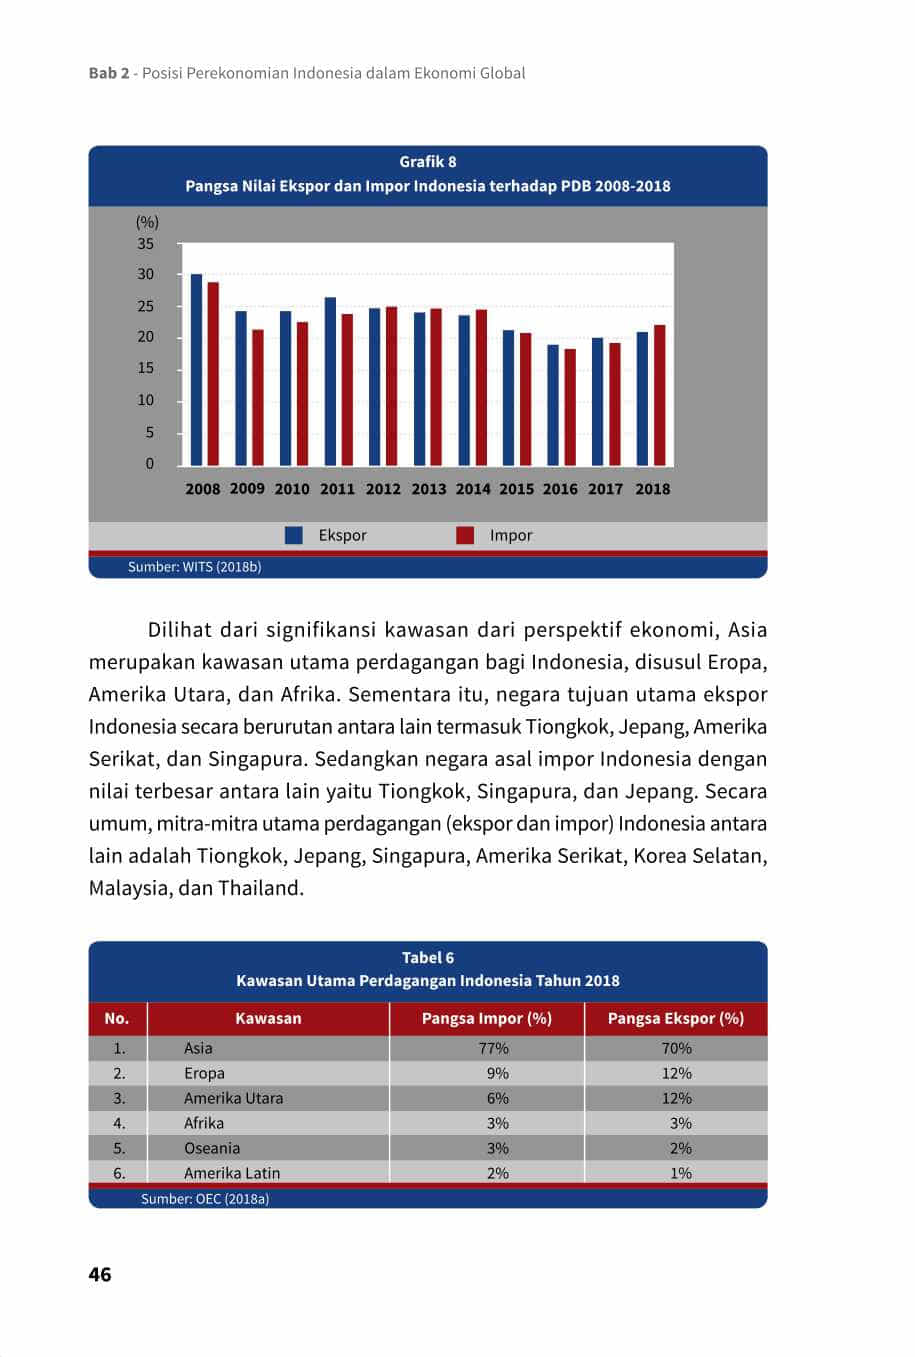 Bab 2 - Posisi Perekonomian Indonesia dalam Ekonomi Global
Grafik 8
Pangsa Nilai Ekspor dan Impor Indonesia terhadap PDB 2008-2018
(%)
35
30
25
20
15
10
5
0
2008 2009 2010 2011 2012 2013 2014 2015 2016 2017 2018
Ekspor Impor
Sumber: WITS (2018b)
Dilihat dari signifikansi kawasan dari perspektif ekonomi, Asia
merupakan kawasan utama perdagangan bagi Indonesia, disusul Eropa,
Amerika Utara, dan Afrika. Sementara itu, negara tujuan utama ekspor
Indonesia secara berurutan antara lain termasuk Tiongkok, Jepang, Amerika
Serikat, dan Singapura. Sedangkan negara asal impor Indonesia dengan
nilai terbesar antara lain yaitu Tiongkok, Singapura, dan Jepang. Secara
umum, mitra-mitra utama perdagangan (ekspor dan impor) Indonesia antara
lain adalah Tiongkok, Jepang, Singapura, Amerika Serikat, Korea Selatan,
Malaysia, dan Thailand.
Tabel 6
Kawasan Utama Perdagangan Indonesia Tahun 2018
No. Kawasan Pangsa Impor (%) Pangsa Ekspor (%)
1. Asia 77% 70%
2. Eropa 9% 12%
3. Amerika Utara 6% 12%
4. Afrika 3% 3%
5. Oseania 3% 2%
6. Amerika Latin 2% 1%
Sumber: OEC (2018a)
46